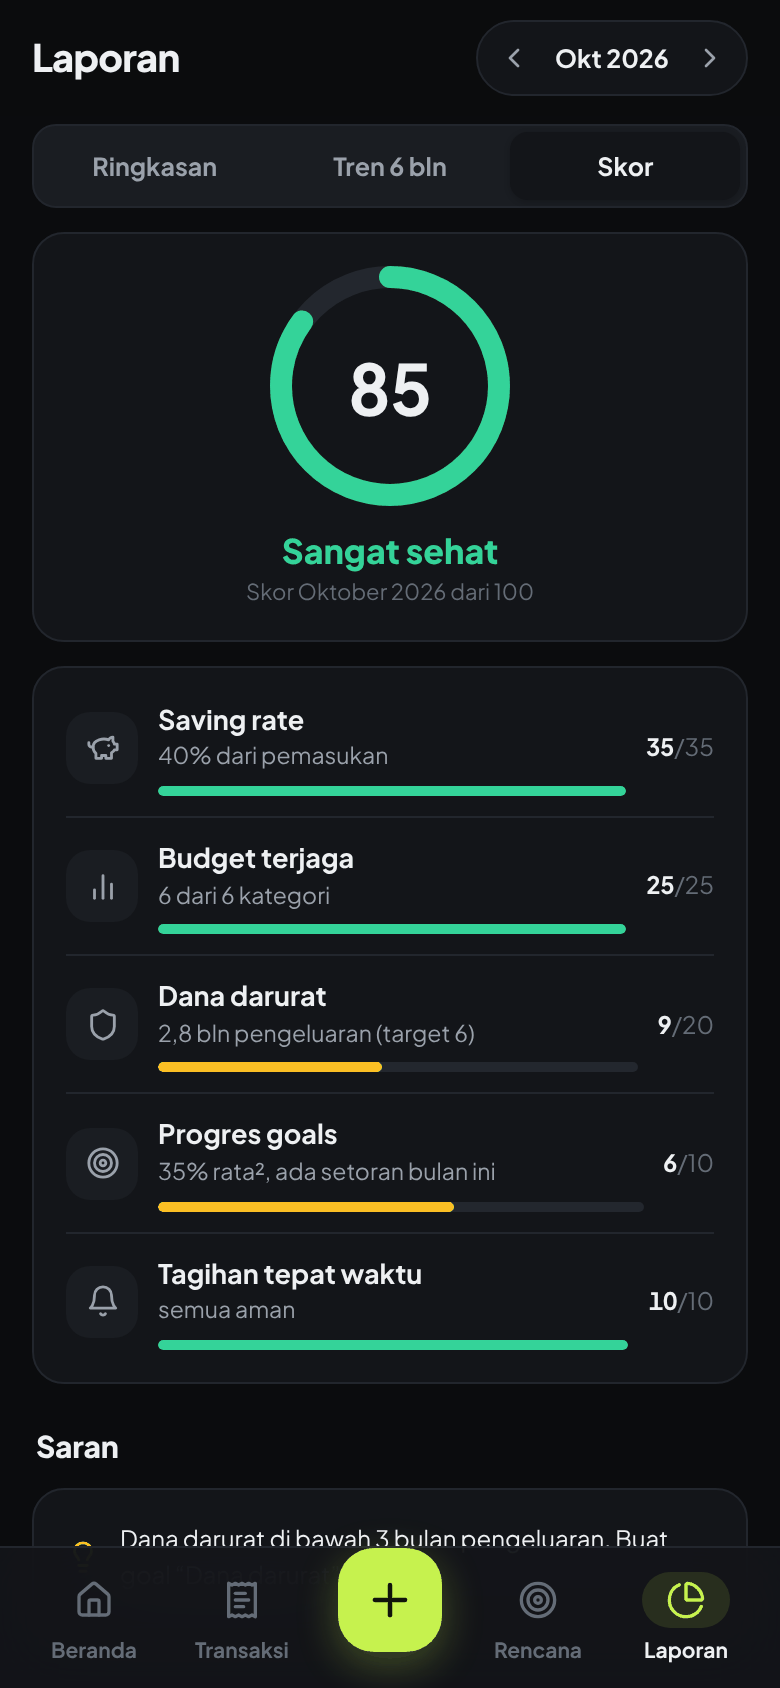 Laporan
Okt 2026
Ringkasan
Tren 6 bln
Skor
85
Sangat sehat
Skor Oktober 2026 dari 100
Saving rate
40% dari pemasukan
35/35
Budget terjaga
6 dari 6 kategori
25/25
Dana darurat
2,8 bln pengeluaran (target 6)
9/20
Progres goals
35% rata², ada setoran bulan ini
6/10
Tagihan tepat waktu
semua aman
10/10
Saran
Dana darurat di bawah 3 bulan pengeluaran. Buat
goal "Dana darurat
Beranda
Transaksi
Rencana
Laporan